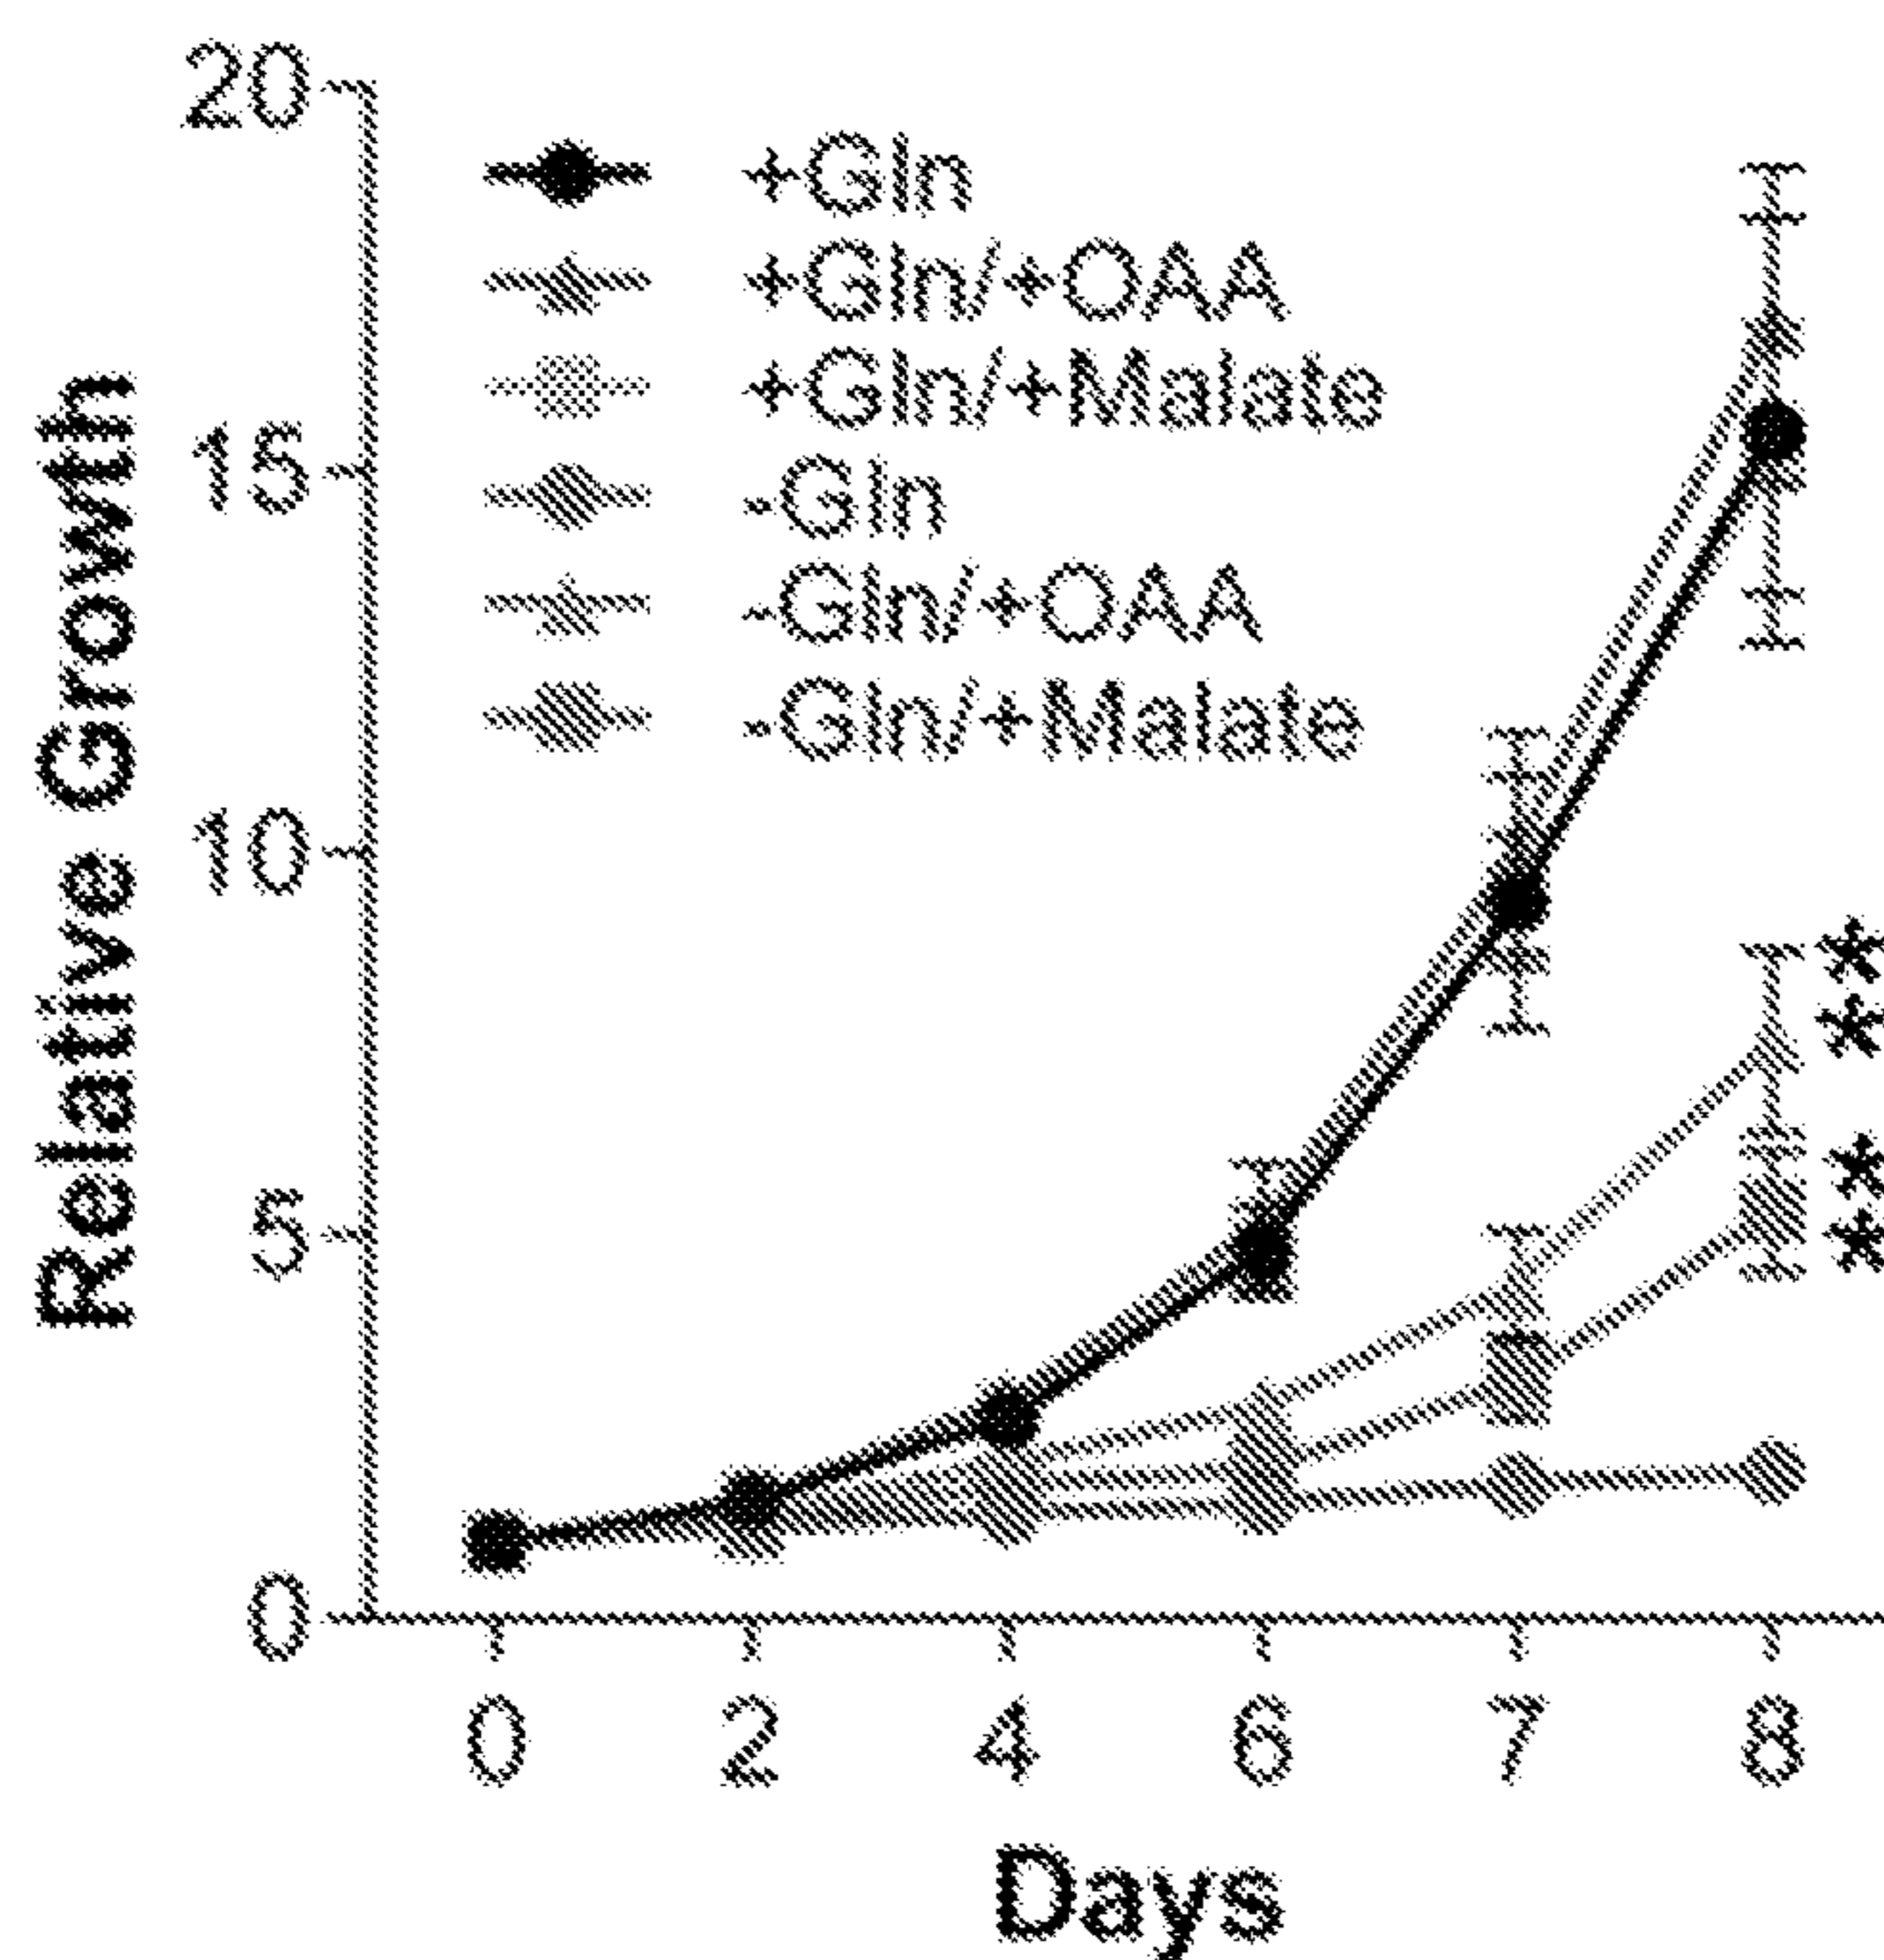 Relative Growth
20
15
10
5
0
+Gln
+Gln/+OAA
+Gln/+Malate
-Gln
-Gln/+OAA
-Gln/+Malate
*
*
*
*
0 2 4 6 7 8
Days